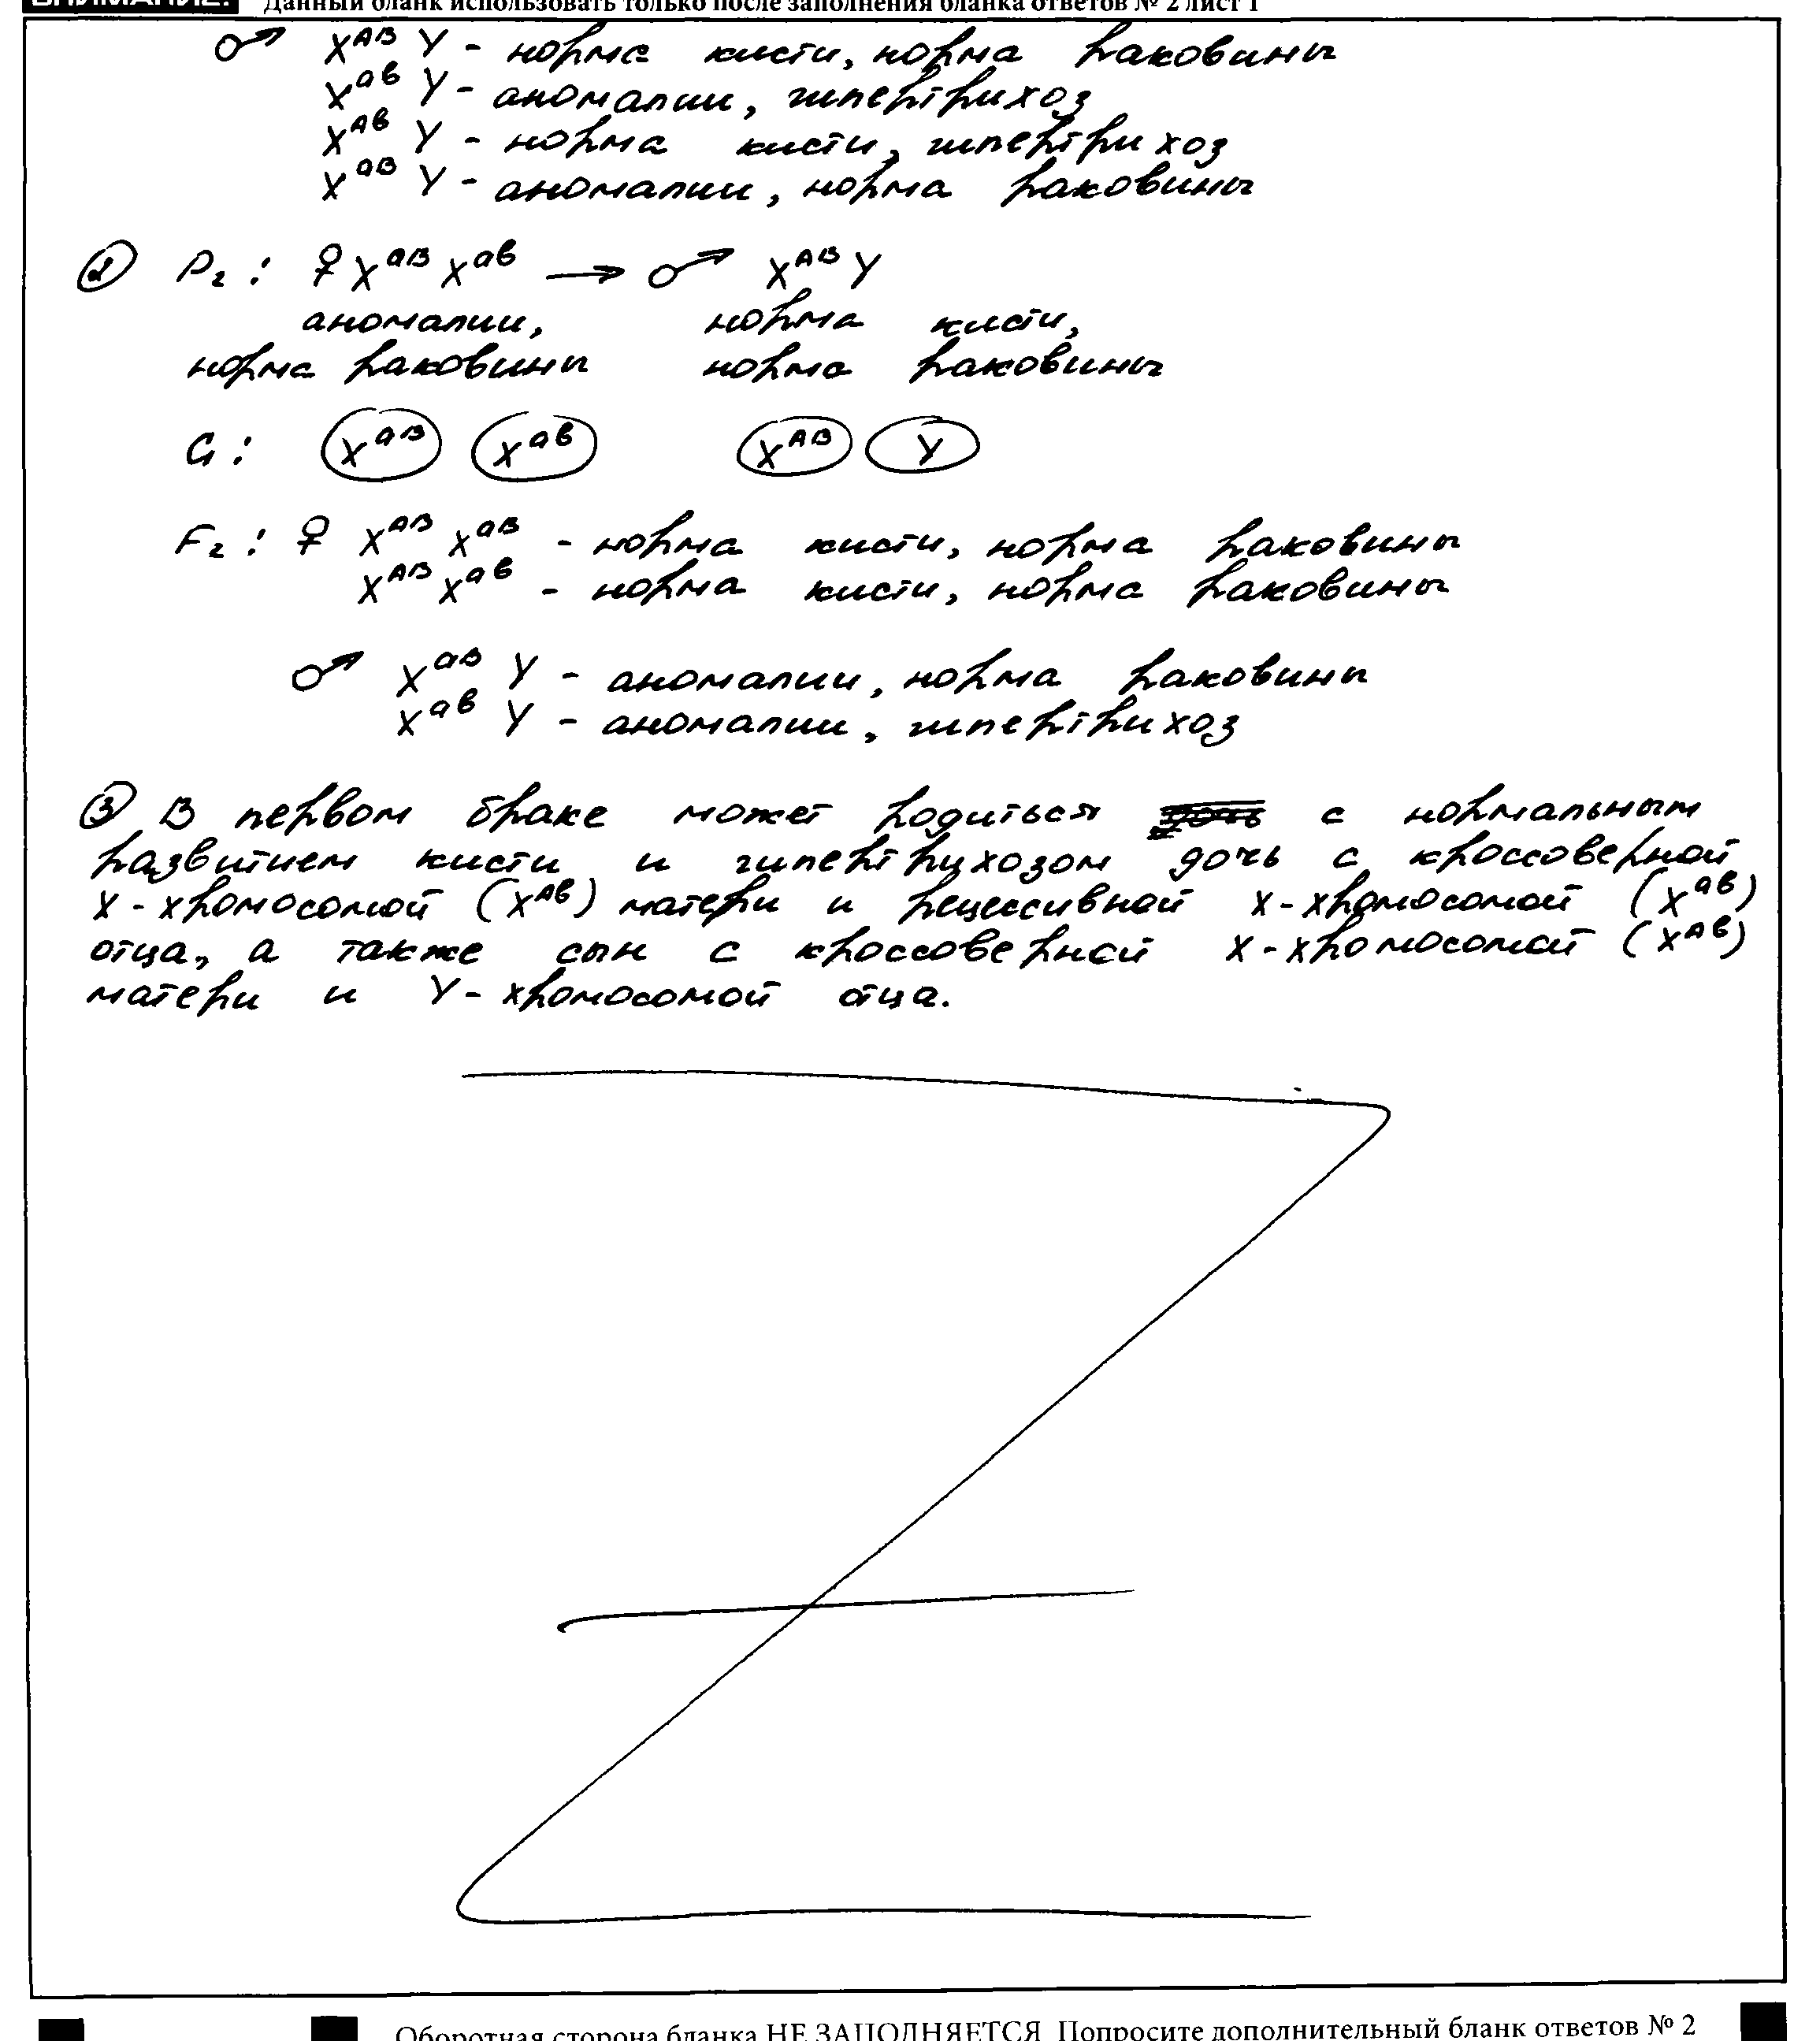 Данный бланк использовать только после заполнения бланка ответов № 2 лист 1
♂ X^AB Y - норма кисти, норма раковины
X^ab Y - аномалии, гипертрихоз
X^Ab Y - норма кисти, гипертрихоз
X^aB Y - аномалии, норма раковины
② P₂: ♀ X^aB X^ab → ♂ X^AB Y
аномалии, норма кисти,
норма раковины норма раковины
G: X^aB X^ab X^AB Y
F₂: ♀ X^AB X^aB - норма кисти, норма раковины
X^AB X^ab - норма кисти, норма раковины
♂ X^aB Y - аномалии, норма раковины
X^ab Y - аномалии, гипертрихоз
③ В первом браке может родиться с нормальным
развитием кисти и гипертрихозом дочь с кроссоверной
X-хромосомой (X^Ab) матери и рецессивной X-хромосомой (X^ab)
отца, а также сын с кроссоверной X-хромосомой (X^Ab)
матери и Y-хромосомой отца.
Оборотная сторона бланка НЕ ЗАПОЛНЯЕТСЯ. Попросите дополнительный бланк ответов № 2